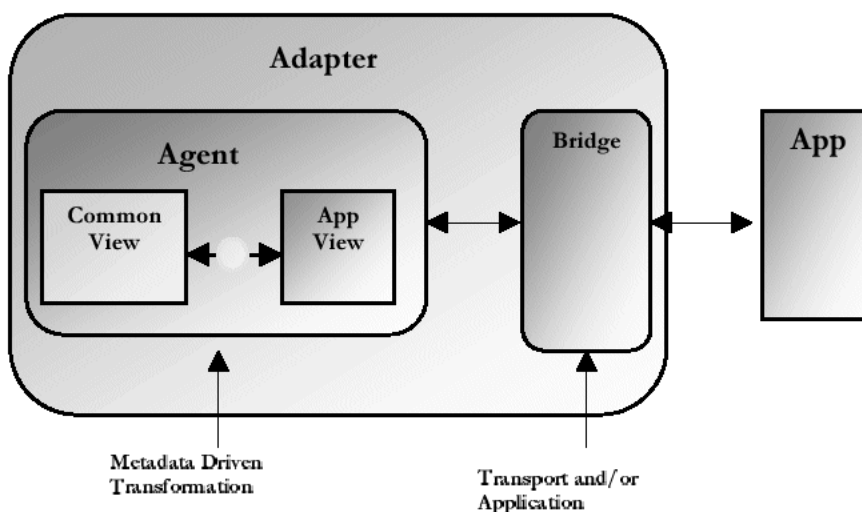 Adapter
Agent
Bridge
App
Common
View
App
View
Metadata Driven
Transformation
Transport and/or
Application